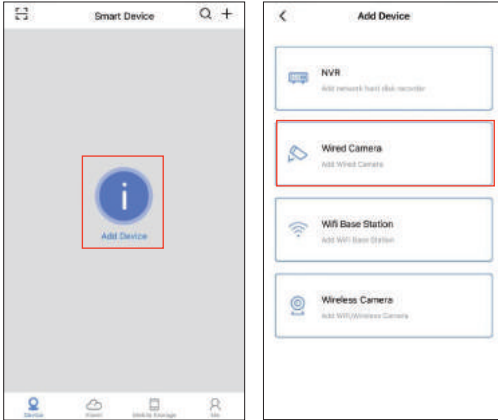 Smart Device
i
Add Device
Device
Event
Mobile Storage
Me
Add Device
NVR
Add network hard disk recorder
Wired Camera
Add Wired Camera
Wifi Base Station
Add WiFi Base Station
Wireless Camera
Add WiFi/Wireless Camera